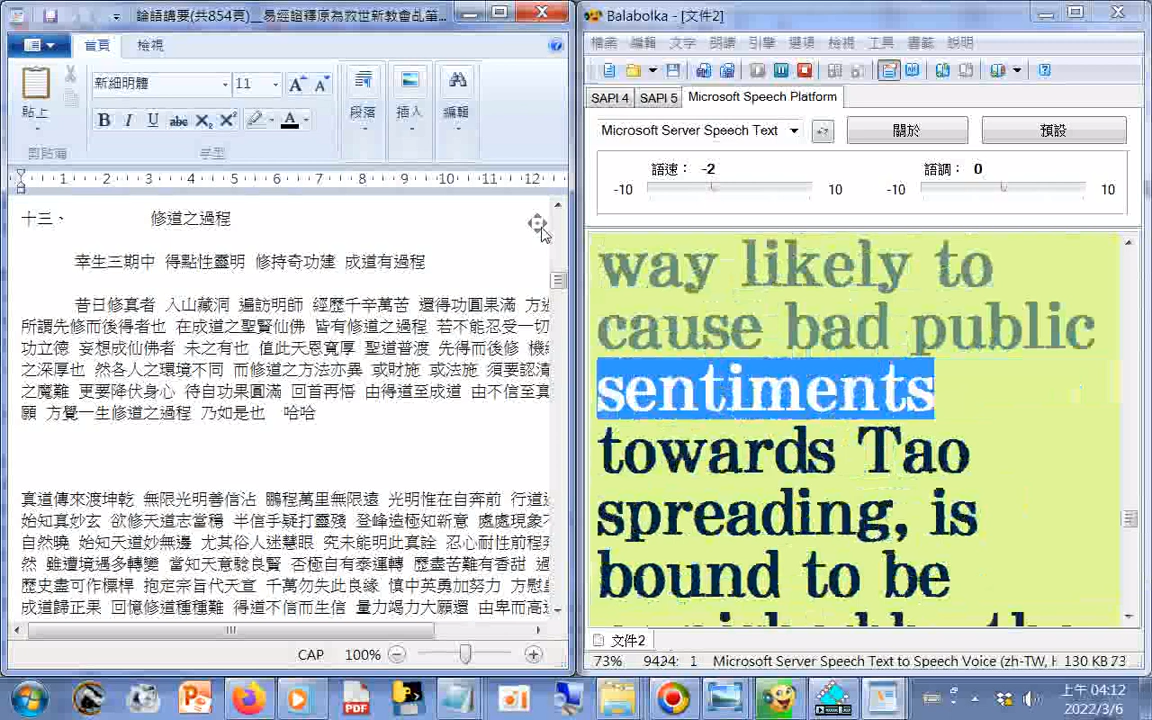 論語講要(共854頁)__易經證釋原為救世新教會乩筆...
首頁 檢視
貼上
剪貼簿
新細明體 11
B I U abc X₂ X² A
字型
段落
插入
編輯
1 2 3 4 5 6 7 8 9 10 11 12
十三、 修道之過程
幸生三期中 得點性靈明 修持奇功建 成道有過程
昔日修真者 入山藏洞 遍訪明師 經歷千辛萬苦 還得功圓果滿 方
所謂先修而後得者也 在成道之聖賢仙佛 皆有修道之過程 若不能忍受一切
功立德 妄想成仙佛者 未之有也 值此天恩寬厚 聖道普渡 先得而後修
之深厚也 然各人之環境不同 而修道之方法亦異 或財施 或法施 須要認清
之魔難 更要降伏身心 待自功果圓滿 回首再悟 由得道至成道 由不信至真
願 方覺一生修道之過程 乃如是也 哈哈
真道傳來渡坤乾 無限光明善信沾 鵬程萬里無限遠 光明惟在自奔前 行道
始知真妙玄 欲修天道志當穩 半信乎疑打靈殘 登峰造極知新意 處處現象
自然曉 始知天道妙無邊 尤其俗人迷慧眼 究未能明此真詮 忍心耐性前程
然 雖遭境遇多轉變 當知天意驗良賢 否極自有泰運轉 歷盡苦難有香甜
歷史盡可作標桿 抱定宗旨代天宣 千萬勿失此良緣 慎中英勇加努力 方慰
成道歸正果 回憶修道種種難 得道不信而生信 量力竭力大願還 由卑而高
CAP 100%
Balabolka - [文件2]
檔案 編輯 文字 朗讀 引擎 選項 檢視 工具 書籤 說明
SAPI 4 SAPI 5 Microsoft Speech Platform
Microsoft Server Speech Text 關於 預設
語速： -2 語調： 0
-10 10 -10 10
way likely to
cause bad public
sentiments
towards Tao
spreading, is
bound to be
文件2
73% 9424: 1 Microsoft Server Speech Text to Speech Voice (zh-TW, H 130 KB 73
上午 04:12
2022/3/6